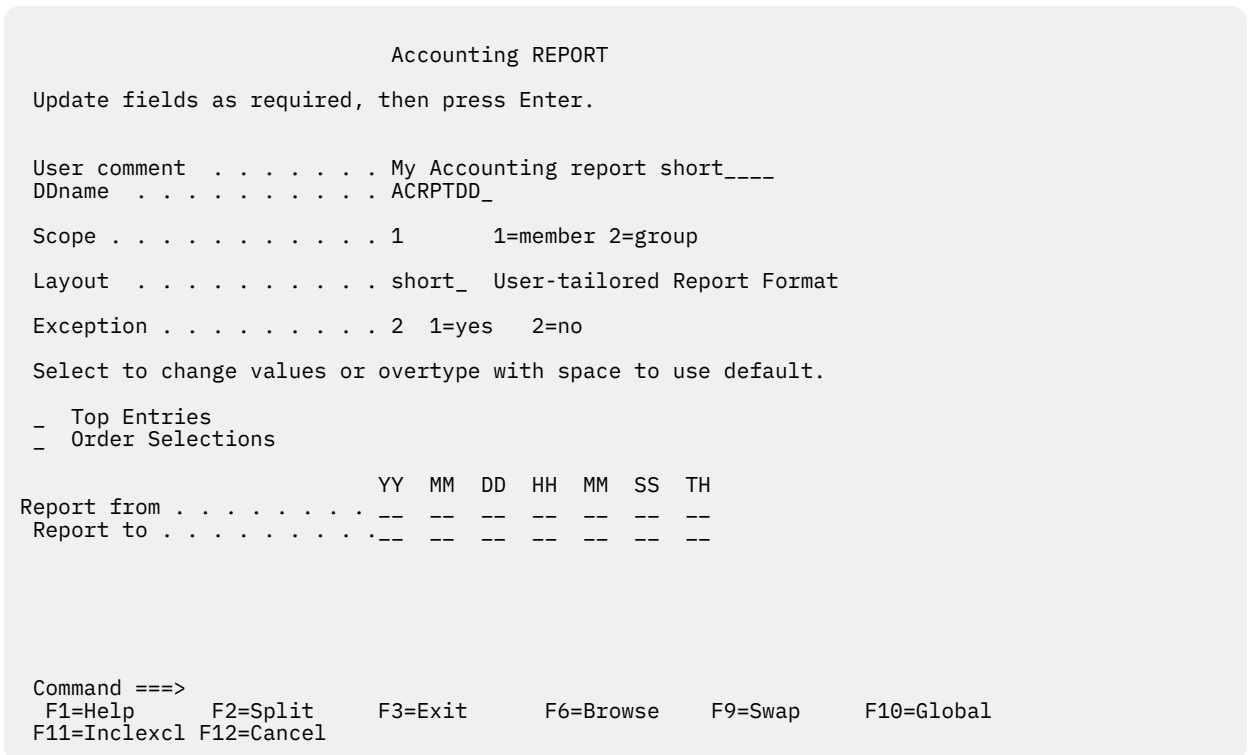 Accounting REPORT
Update fields as required, then press Enter.
User comment . . . . . . . My Accounting report short____
DDname . . . . . . . . . . ACRPTDD_
Scope . . . . . . . . . . . 1 1=member 2=group
Layout . . . . . . . . . . short_ User-tailored Report Format
Exception . . . . . . . . . 2 1=yes 2=no
Select to change values or overtype with space to use default.
_ Top Entries
_ Order Selections
YY MM DD HH MM SS TH
Report from . . . . . . . . __ __ __ __ __ __ __
Report to . . . . . . . . .__ __ __ __ __ __ __
Command ===>
F1=Help F2=Split F3=Exit F6=Browse F9=Swap F10=Global
F11=Inclexcl F12=Cancel